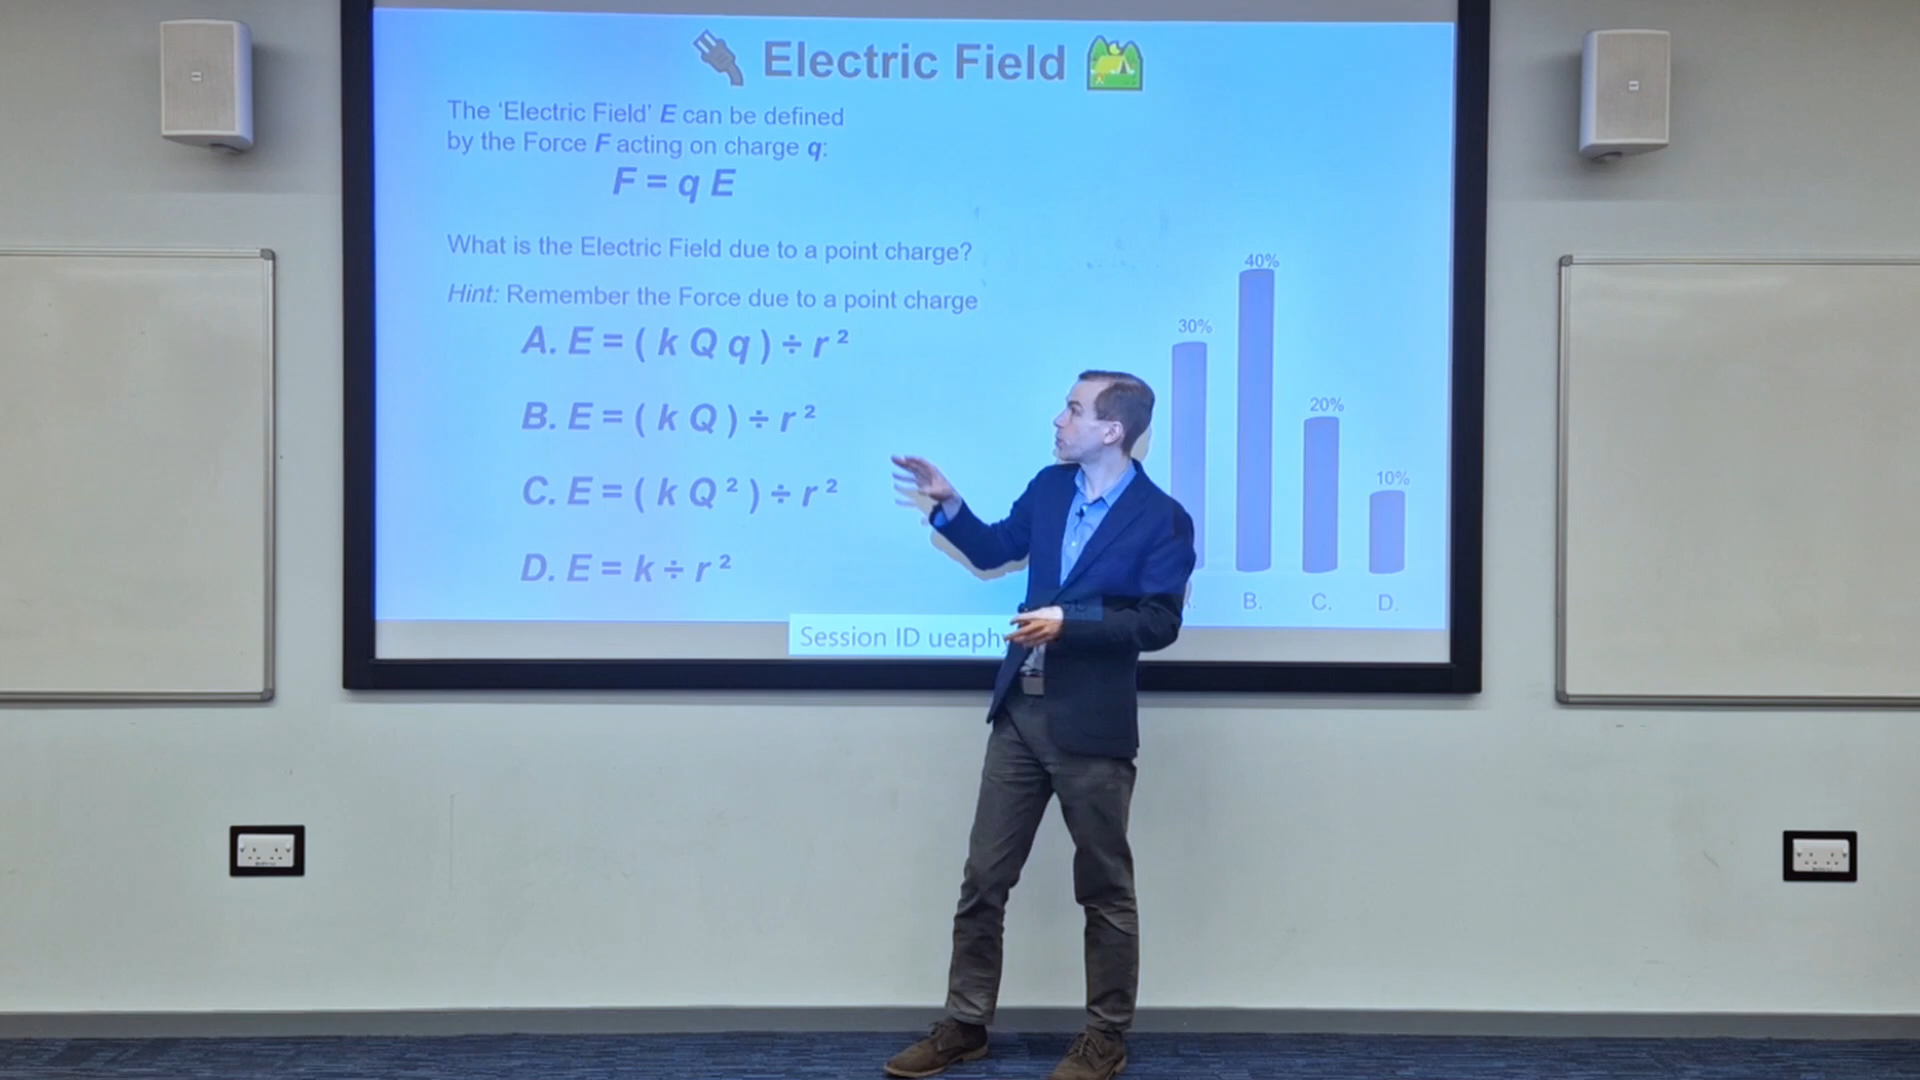 Electric Field
The ‘Electric Field’ E can be defined
by the Force F acting on charge q:
F = q E
What is the Electric Field due to a point charge?
Hint: Remember the Force due to a point charge
A. E = ( k Q q ) ÷ r ²
B. E = ( k Q ) ÷ r ²
C. E = ( k Q ² ) ÷ r ²
D. E = k ÷ r ²
30%
40%
20%
10%
B.
C.
D.
Session ID